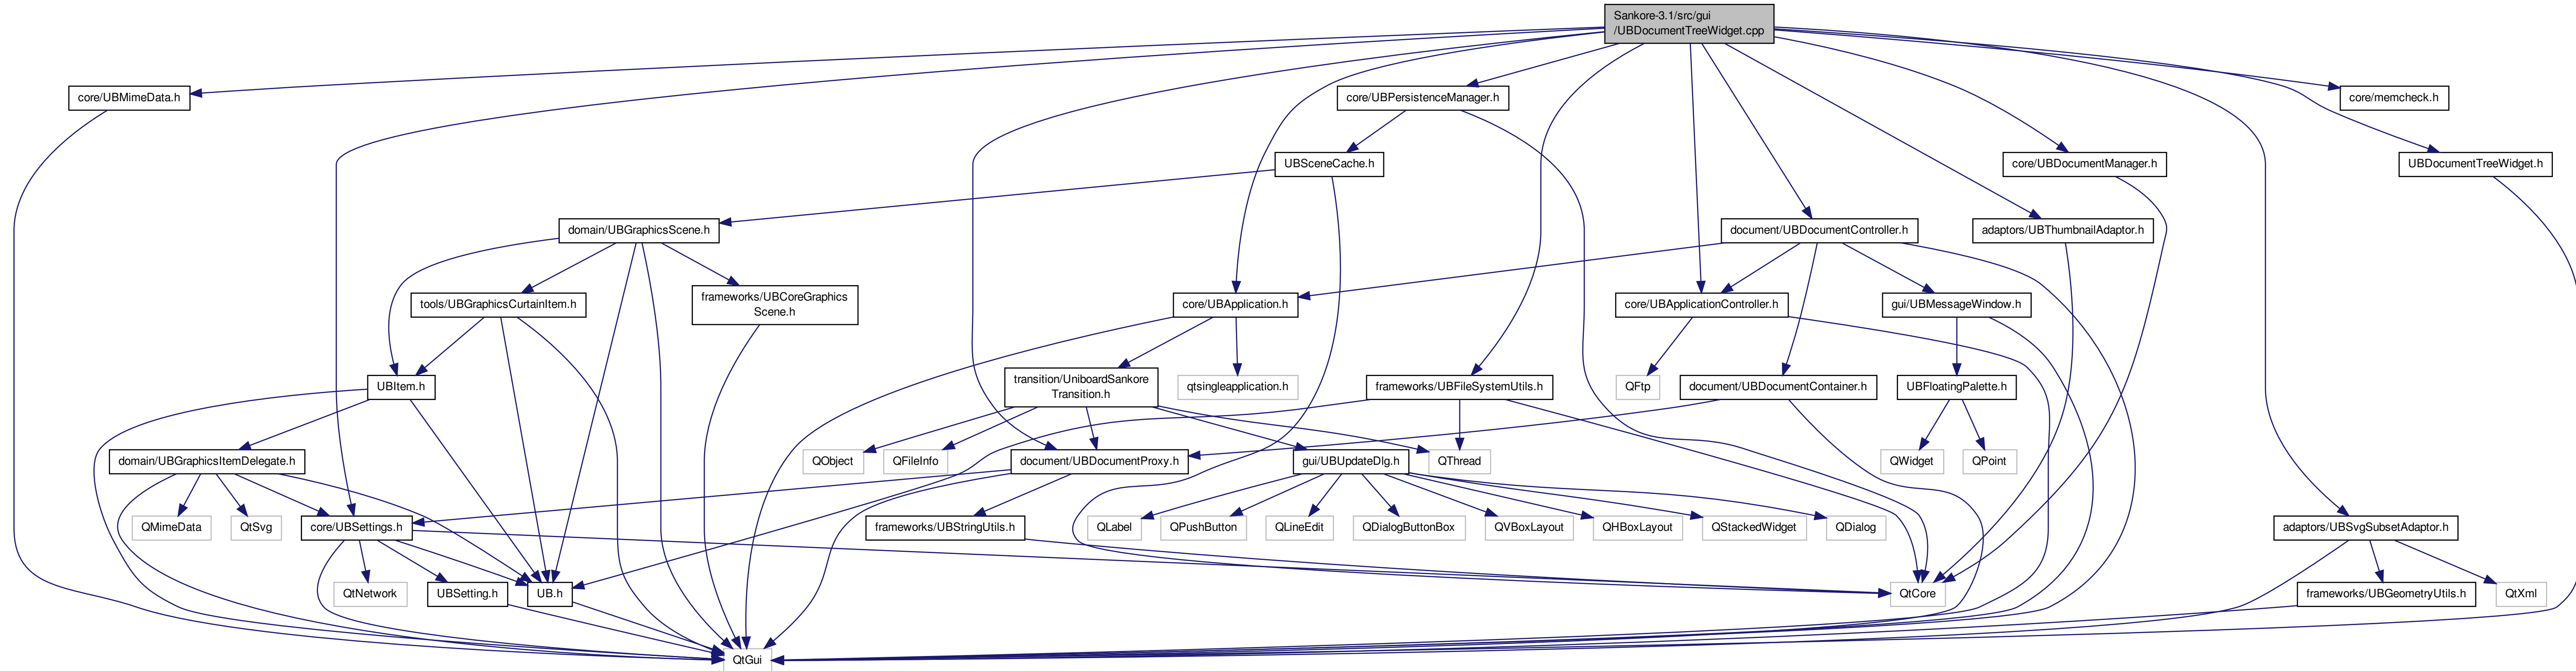 Sankore-3.1/src/gui
/UBDocumentTreeWidget.cpp
core/UBMimeData.h
core/UBPersistenceManager.h
core/memcheck.h
UBSceneCache.h
core/UBDocumentManager.h
UBDocumentTreeWidget.h
domain/UBGraphicsScene.h
document/UBDocumentController.h
adaptors/UBThumbnailAdaptor.h
tools/UBGraphicsCurtainItem.h
frameworks/UBCoreGraphics
Scene.h
core/UBApplication.h
core/UBApplicationController.h
gui/UBMessageWindow.h
UBItem.h
transition/UniboardSankore
Transition.h
qtsingleapplication.h
frameworks/UBFileSystemUtils.h
QFtp
document/UBDocumentContainer.h
UBFloatingPalette.h
domain/UBGraphicsItemDelegate.h
QObject
QFileInfo
document/UBDocumentProxy.h
gui/UBUpdateDlg.h
QThread
QWidget
QPoint
QMimeData
QtSvg
core/UBSettings.h
frameworks/UBStringUtils.h
QLabel
QPushButton
QLineEdit
QDialogButtonBox
QVBoxLayout
QHBoxLayout
QStackedWidget
QDialog
adaptors/UBSvgSubsetAdaptor.h
QtNetwork
UBSetting.h
UB.h
QtCore
frameworks/UBGeometryUtils.h
QtXml
QtGui